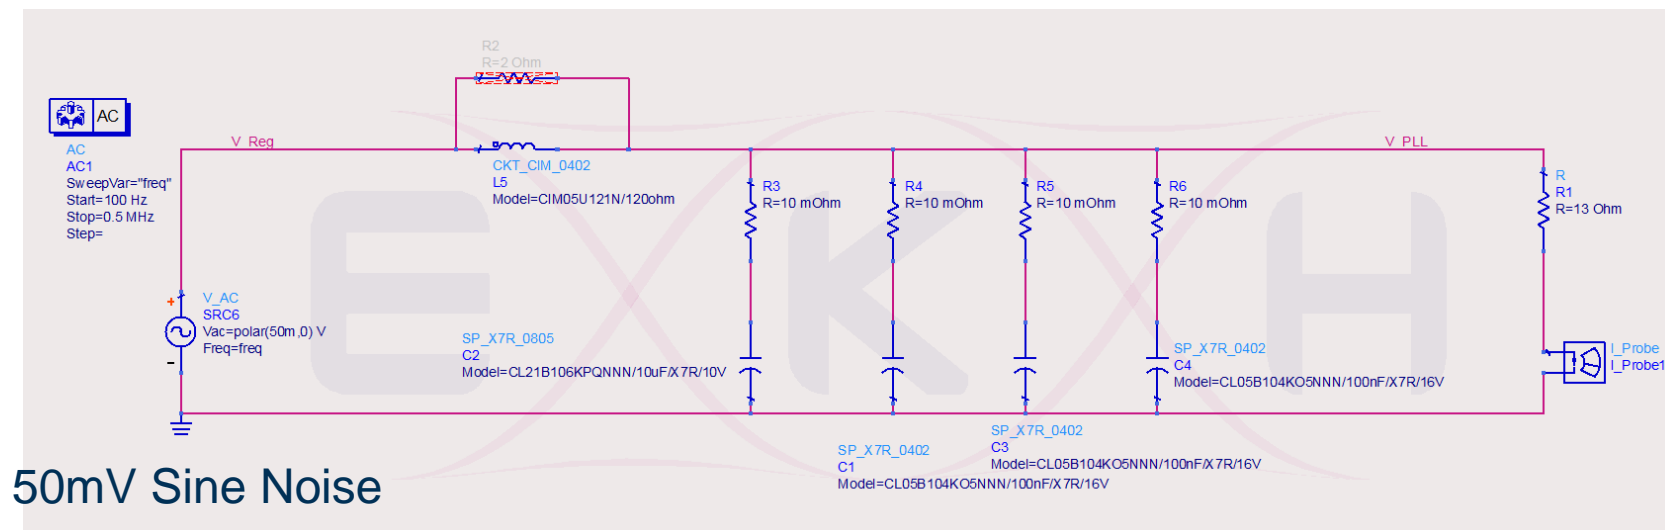 R2
R=2 Ohm
AC
AC
AC1
SweepVar="freq"
Start=100 Hz
Stop=0.5 MHz
Step=
V_Reg
CKT_CIM_0402
L5
Model=CIM05U121N/120ohm
V_PLL
R3
R=10 mOhm
R4
R=10 mOhm
R5
R=10 mOhm
R6
R=10 mOhm
R
R1
R=13 Ohm
+
V_AC
SRC6
Vac=polar(50m,0) V
Freq=freq
-
SP_X7R_0805
C2
Model=CL21B106KPQNNN/10uF/X7R/10V
SP_X7R_0402
C4
Model=CL05B104KO5NNN/100nF/X7R/16V
I_Probe
I_Probe1
SP_X7R_0402
C1
Model=CL05B104KO5NNN/100nF/X7R/16V
SP_X7R_0402
C3
Model=CL05B104KO5NNN/100nF/X7R/16V
E K H
50mV Sine Noise